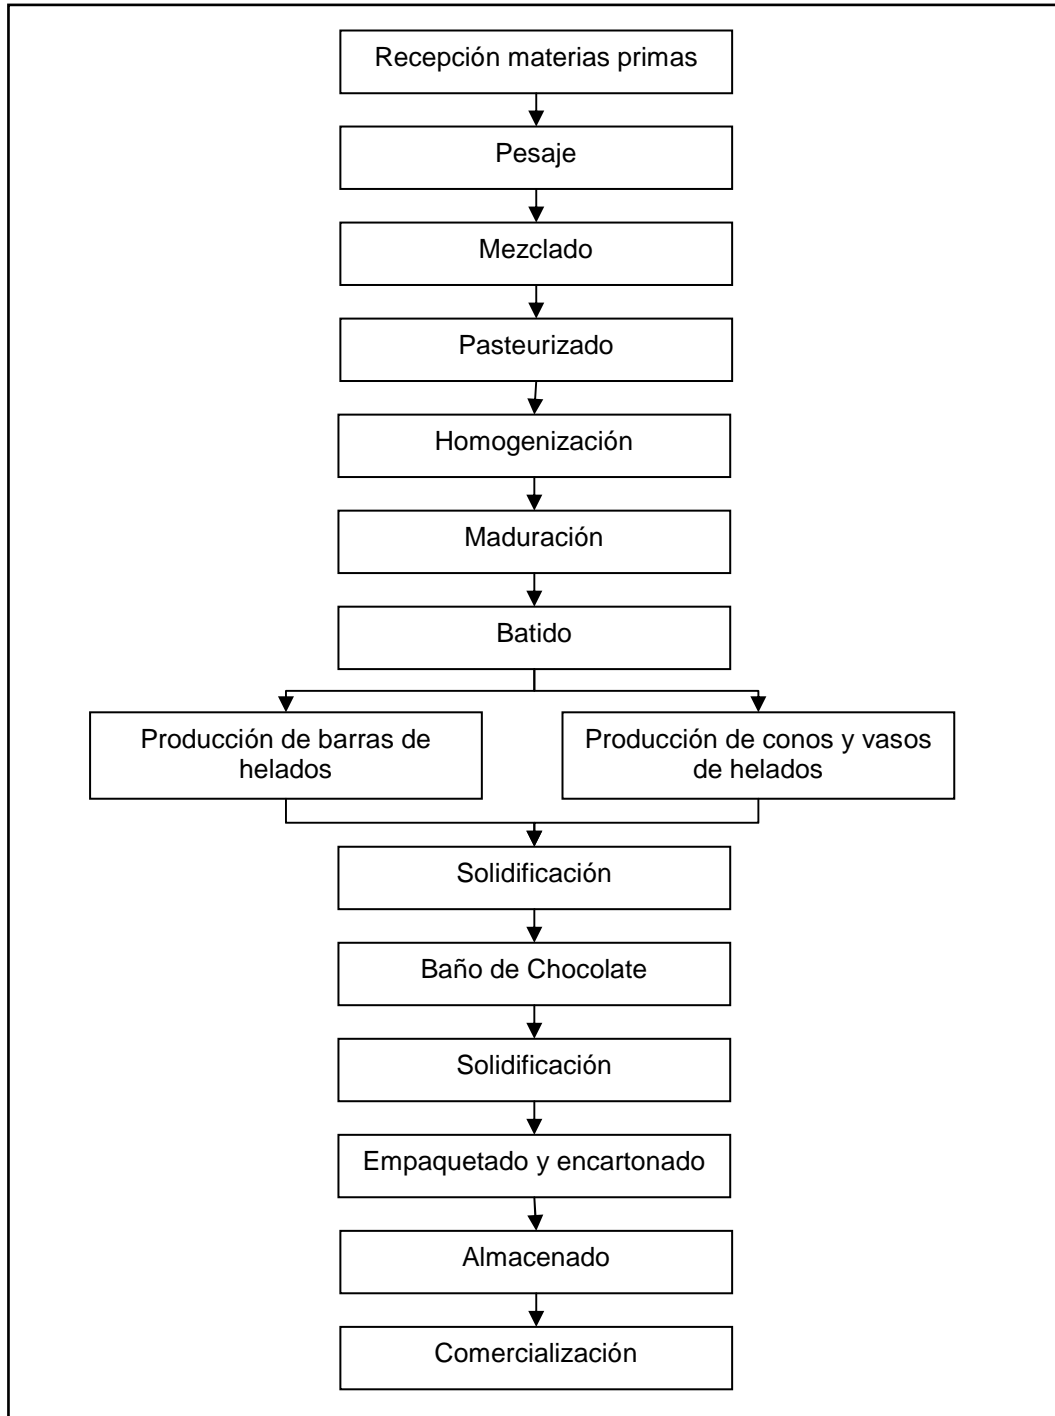 Recepción materias primas
Pesaje
Mezclado
Pasteurizado
Homogenización
Maduración
Batido
Producción de barras de
helados
Producción de conos y vasos
de helados
Solidificación
Baño de Chocolate
Solidificación
Empaquetado y encartonado
Almacenado
Comercialización